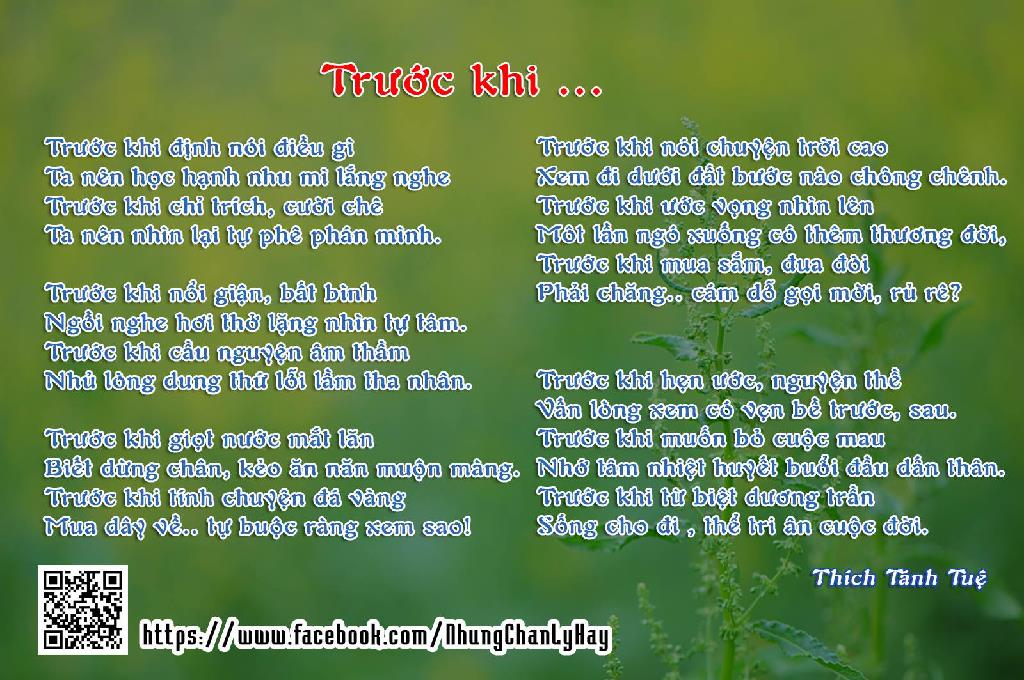 Trước khi ...
Trước khi định nói điều gì
Ta nên học hạnh nhu mì lắng nghe
Trước khi chỉ trích, cười chê
Ta nên nhìn lại tự phê phán mình.
Trước khi nổi giận, bất bình
Ngồi nghe hơi thở lặng nhìn tự tâm.
Trước khi cầu nguyện âm thầm
Nhủ lòng dung thứ lỗi lầm tha nhân.
Trước khi giọt nước mắt lăn
Biết dừng chân, kẻo ăn năn muộn màng.
Trước khi tính chuyện đá vàng
Mua dây về.. tự buộc ràng xem sao!
Trước khi nói chuyện trời cao
Xem đi dưới đất bước nào chông chênh.
Trước khi ước vọng nhìn lên
Một lần ngó xuống có thêm thương đời,
Trước khi mua sắm, đua đòi
Phải chăng.. cám dỗ gọi mời, rủ rê?
Trước khi hẹn ước, nguyện thề
Vấn lòng xem có vẹn bề trước, sau.
Trước khi muốn bỏ cuộc mau
Nhớ tâm nhiệt huyết buổi đầu dấn thân.
Trước khi từ biệt dương trần
Sống cho đi , thể tri ân cuộc đời.
Thích Tánh Tuệ
https://www.facebook.com/NhungChanLyHay